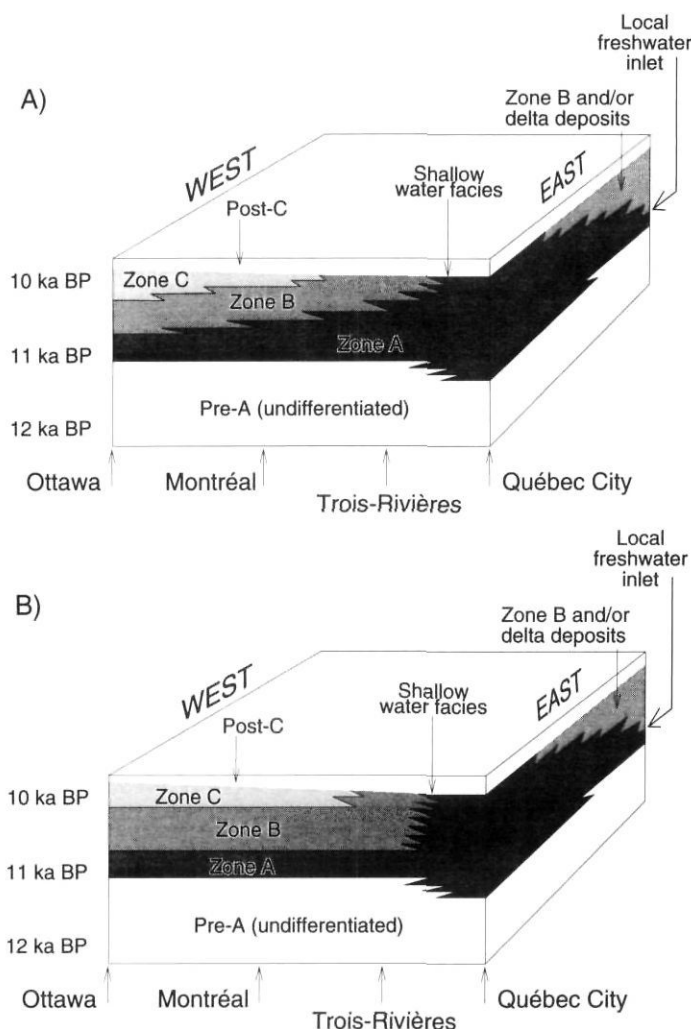 Local
freshwater
inlet
A)
Zone B and/or
delta deposits
WEST
EAST
Shallow
water facies
Post-C
10 ka BP
Zone C
Zone B
11 ka BP
Zone A
Pre-A (undifferentiated)
12 ka BP
Ottawa
Montréal
Trois-Rivières
Québec City
Local
freshwater
inlet
B)
Zone B and/or
delta deposits
WEST
EAST
Shallow
water facies
Post-C
10 ka BP
Zone C
Zone B
11 ka BP
Zone A
Pre-A (undifferentiated)
12 ka BP
Ottawa
Montréal
Trois-Rivières
Québec City